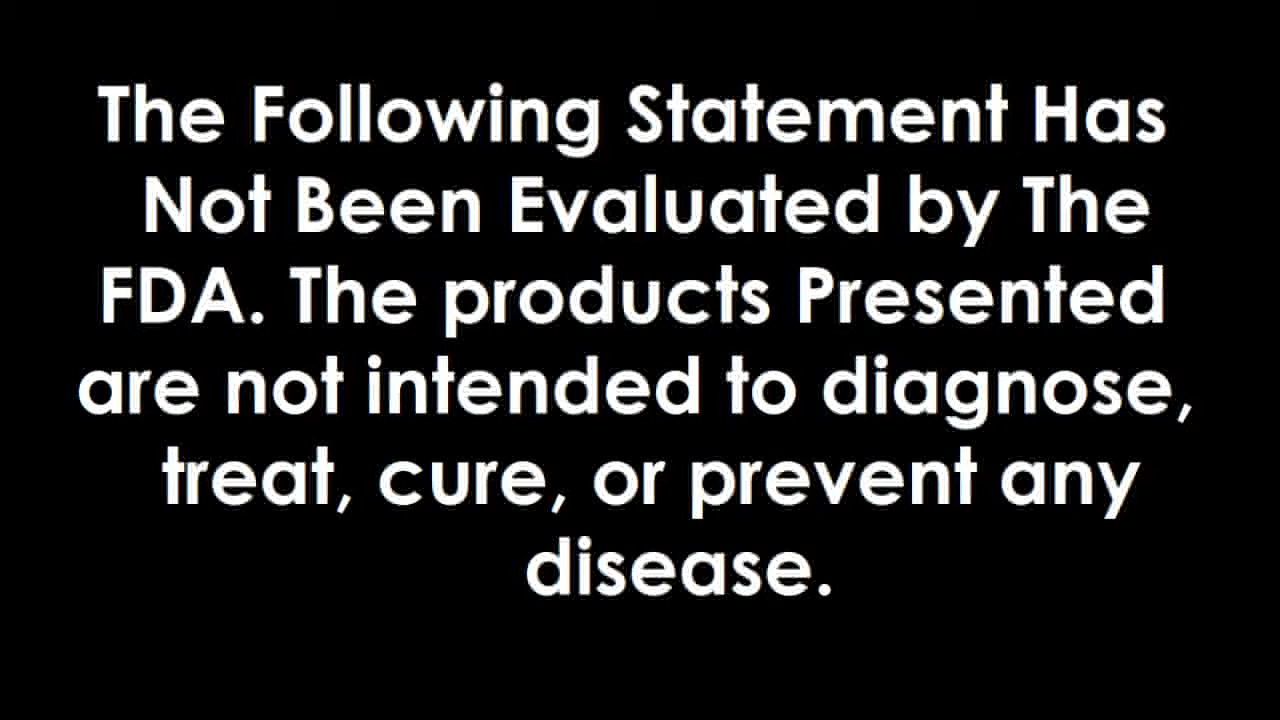 The Following Statement Has
Not Been Evaluated by The
FDA. The products Presented
are not intended to diagnose,
treat, cure, or prevent any
disease.